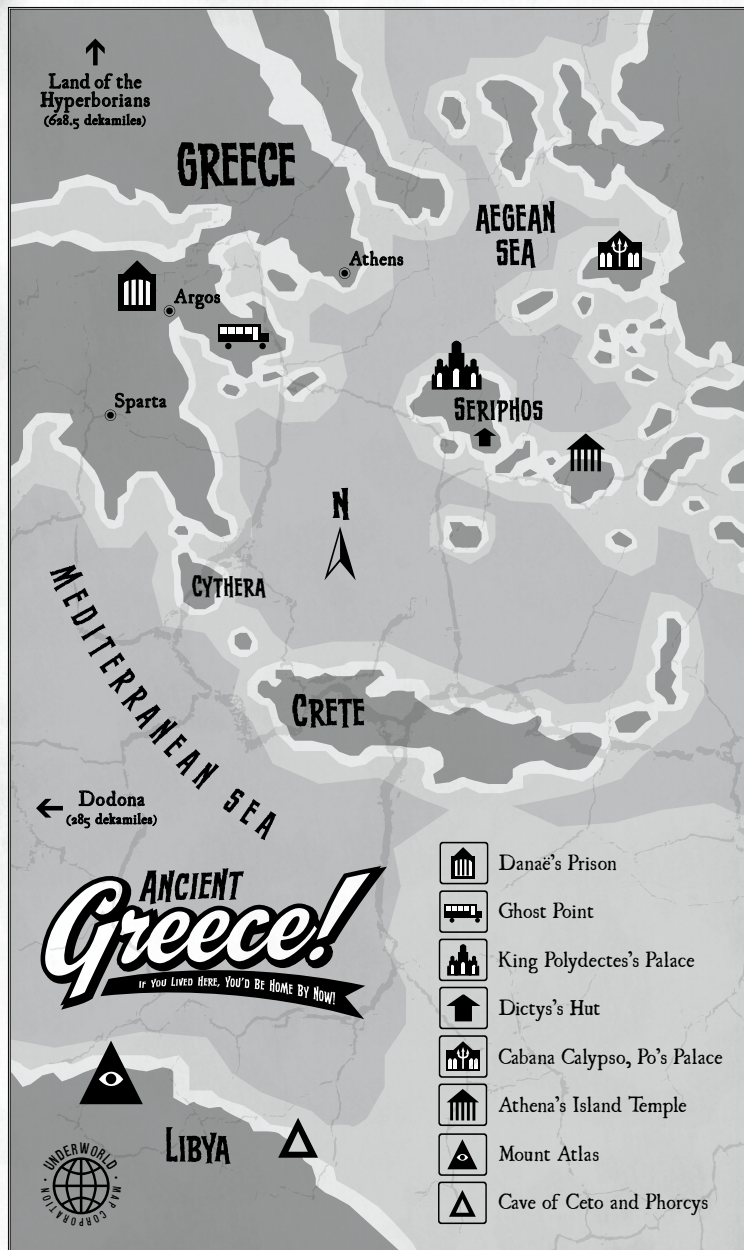 Land of the
Hyperborians
(628.5 dekamiles)
GREECE
AEGEAN
SEA
Athens
Argos
Sparta
SERIPHOS
N
CYTHERA
MEDITERRANEAN SEA
CRETE
Dodona
(285 dekamiles)
ANCIENT
Greece!
IF YOU LIVED HERE, YOU'D BE HOME BY NOW!
Danaë's Prison
Ghost Point
King Polydectes's Palace
Dictys's Hut
Cabana Calypso, Po's Palace
Athena's Island Temple
Mount Atlas
Cave of Ceto and Phorcys
LIBYA
UNDERWORLD
· MAP CORPORATION ·